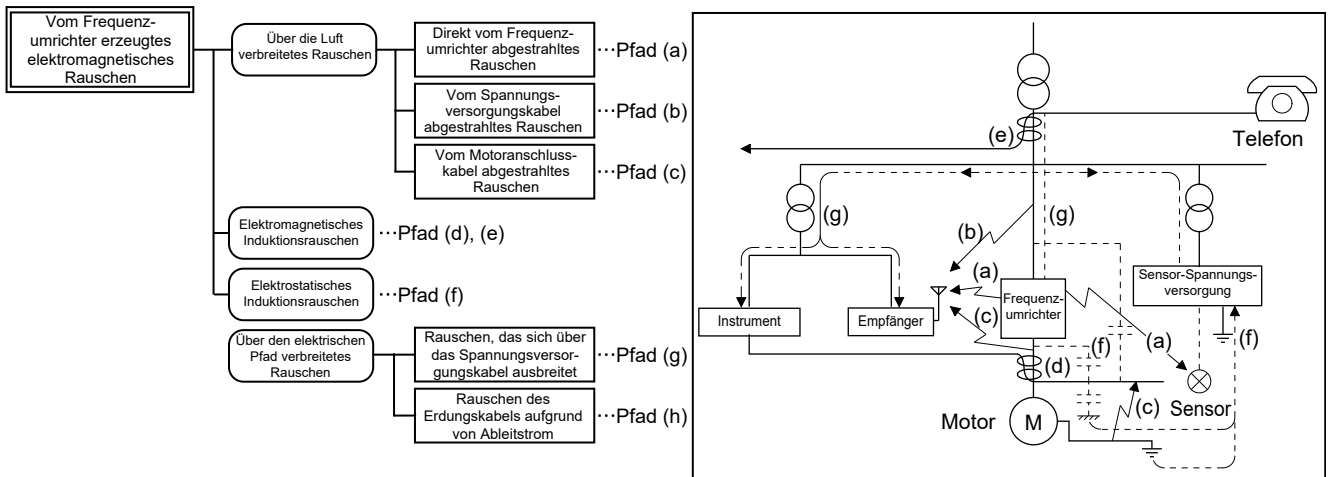 Vom Frequenz-
umrichter erzeugtes
elektromagnetisches
Rauschen
Über die Luft
verbreitetes Rauschen
Direkt vom Frequenz-
umrichter abgestrahltes
Rauschen
···Pfad (a)
Vom Spannungs-
versorgungskabel
abgestrahltes Rauschen
···Pfad (b)
Vom Motoranschluss-
kabel abgestrahltes
Rauschen
···Pfad (c)
Elektromagnetisches
Induktionsrauschen
···Pfad (d), (e)
Elektrostatisches
Induktionsrauschen
···Pfad (f)
Über den elektrischen
Pfad verbreitetes
Rauschen
Rauschen, das sich über
das Spannungsversor-
gungskabel ausbreitet
···Pfad (g)
Rauschen des
Erdungskabels aufgrund
von Ableitstrom
···Pfad (h)
Telefon
(e)
(g)
(g)
(b)
(a)
Sensor-Spannungs-
versorgung
Instrument
Empfänger
Frequenz-
umrichter
(c)
(f)
(a)
(f)
(d)
(c)
Sensor
Motor
M